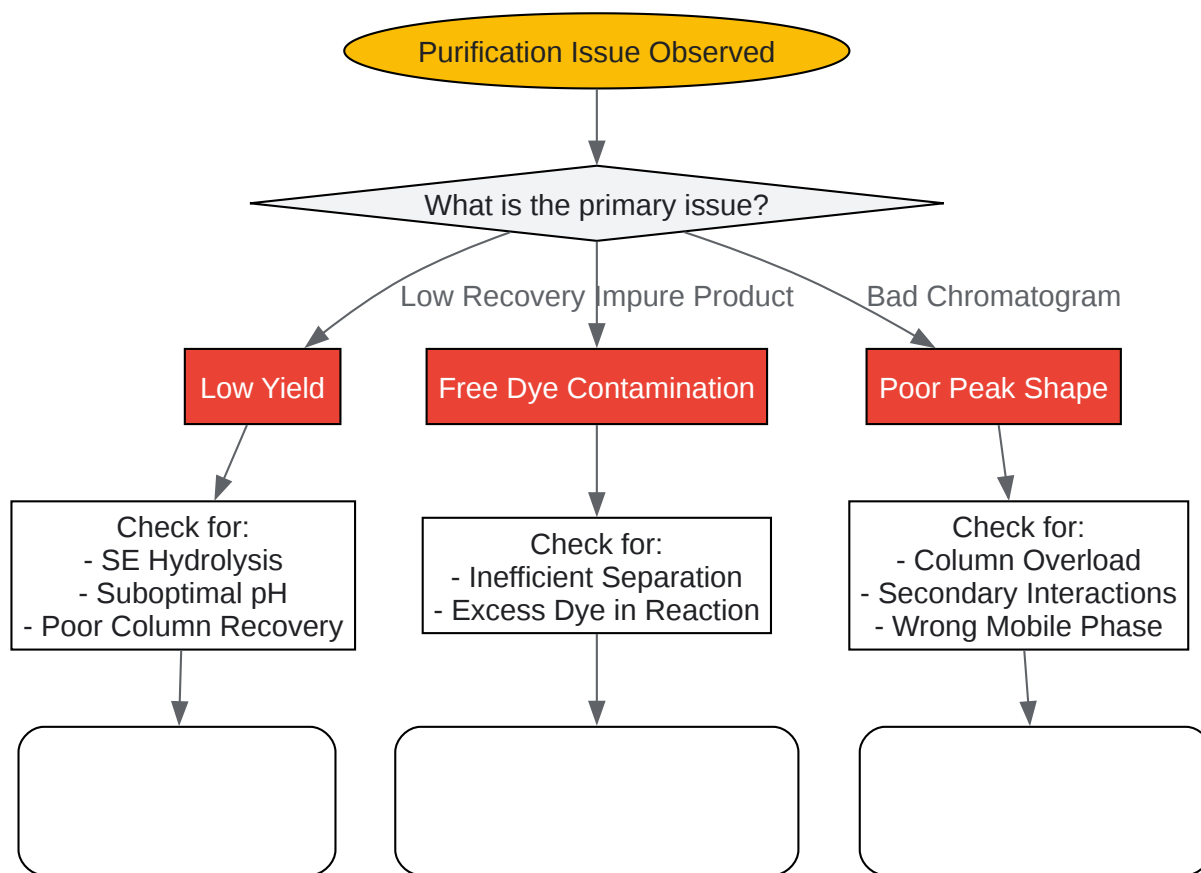 Purification Issue Observed
What is the primary issue?
Low Recovery
Impure Product
Bad Chromatogram
Low Yield
Free Dye Contamination
Poor Peak Shape
Check for:
- SE Hydrolysis
- Suboptimal pH
- Poor Column Recovery
Check for:
- Inefficient Separation
- Excess Dye in Reaction
Check for:
- Column Overload
- Secondary Interactions
- Wrong Mobile Phase